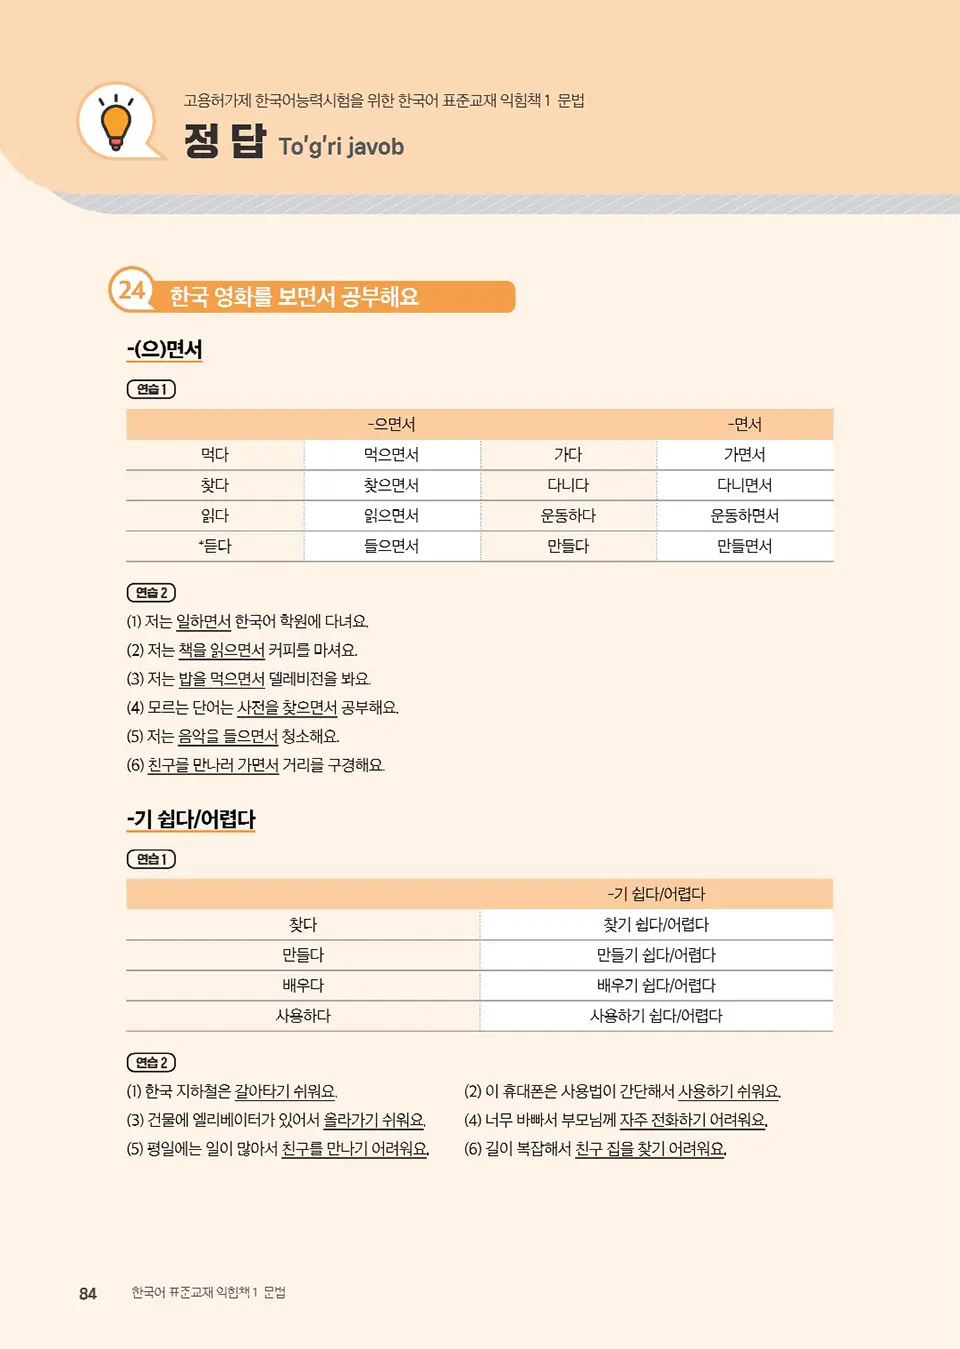 고용허가제 한국어능력시험을 위한 한국어 표준교재 익힘책 1 문법
정답 To'g'ri javob
24 한국 영화를 보면서 공부해요
-(으)면서
연습 1
-으면서 -면서
먹다 먹으면서 가다 가면서
찾다 찾으면서 다니다 다니면서
읽다 읽으면서 운동하다 운동하면서
*듣다 들으면서 만들다 만들면서
연습 2
(1) 저는 일하면서 한국어 학원에 다녀요.
(2) 저는 책을 읽으면서 커피를 마셔요.
(3) 저는 밥을 먹으면서 델레비전을 봐요.
(4) 모르는 단어는 사전을 찾으면서 공부해요.
(5) 저는 음악을 들으면서 청소해요.
(6) 친구를 만나러 가면서 거리를 구경해요.
-기 쉽다/어렵다
연습 1
-기 쉽다/어렵다
찾다 찾기 쉽다/어렵다
만들다 만들기 쉽다/어렵다
배우다 배우기 쉽다/어렵다
사용하다 사용하기 쉽다/어렵다
연습 2
(1) 한국 지하철은 갈아타기 쉬워요. (2) 이 휴대폰은 사용법이 간단해서 사용하기 쉬워요.
(3) 건물에 엘리베이터가 있어서 올라가기 쉬워요. (4) 너무 바빠서 부모님께 자주 전화하기 어려워요.
(5) 평일에는 일이 많아서 친구를 만나기 어려워요. (6) 길이 복잡해서 친구 집을 찾기 어려워요.
84 한국어 표준교재 익힘책 1 문법